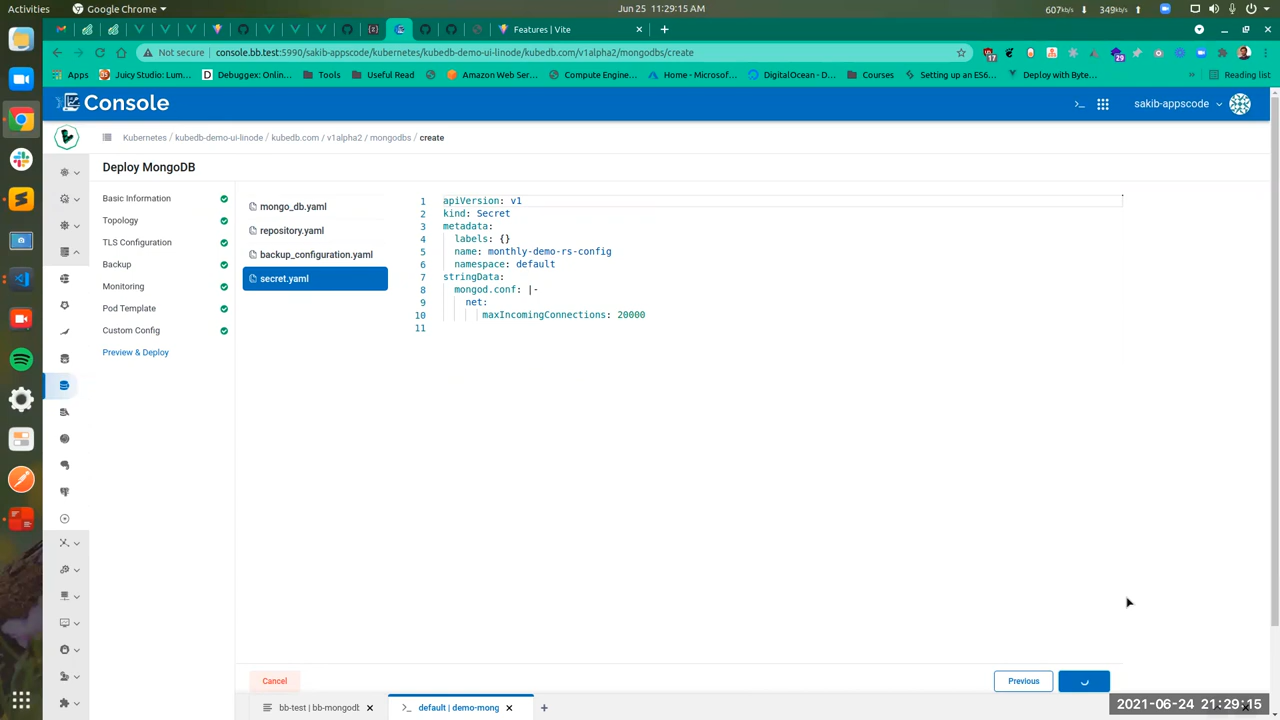 Activities
Jun 25 11:29:15 AM
607kb/s
349kb/s
Features | Vite
Not secure
console.bb.test:5990/sakib-appscode/kubernetes/kubedb-demo-ui-linode/kubedb.com/v1alpha2/mongodbs/create
17
29
Apps
Juicy Studio: Lum...
Debuggex: Onlin...
Tools
Useful Read
Amazon Web Ser...
Compute Engine...
Home - Microsof...
DigitalOcean - D...
Courses
Setting up an ES6...
Deploy with Byte...
»
Reading list
Console
sakib-appscode
Kubernetes / kubedb-demo-ui-linode / kubedb.com / v1alpha2 / mongodbs / create
Deploy MongoDB
Basic Information
Topology
TLS Configuration
Backup
Monitoring
Pod Template
Custom Config
Preview & Deploy
mongo_db.yaml
repository.yaml
backup_configuration.yaml
secret.yaml
1 apiVersion: v1
2 kind: Secret
3 metadata:
4 labels: {}
5 name: monthly-demo-rs-config
6 namespace: default
7 stringData:
8 mongod.conf: |-
9 net:
10 maxIncomingConnections: 20000
11
Cancel
Previous
bb-test | bb-mongodb
default | demo-mong
2021-06-24 21:29:15